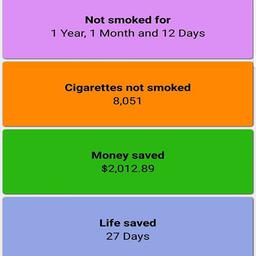 Not smoked for
1 Year, 1 Month and 12 Days
Cigarettes not smoked
8,051
Money saved
$2,012.89
Life saved
27 Days